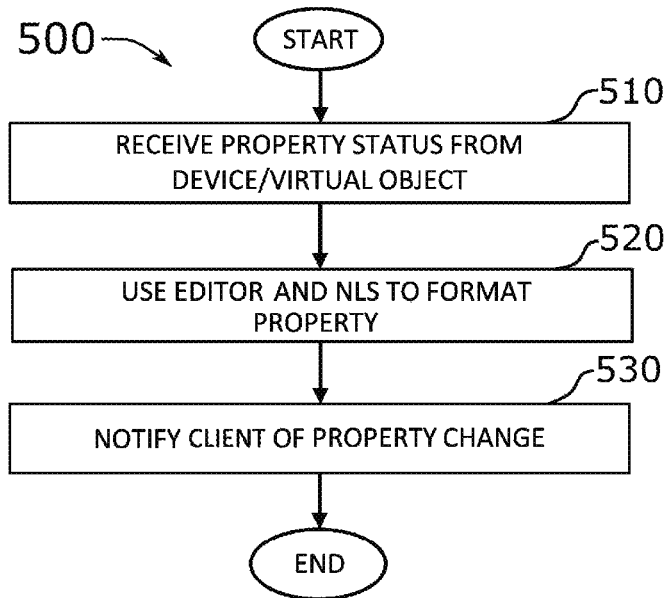 500
START
510
RECEIVE PROPERTY STATUS FROM
DEVICE/VIRTUAL OBJECT
520
USE EDITOR AND NLS TO FORMAT
PROPERTY
530
NOTIFY CLIENT OF PROPERTY CHANGE
END